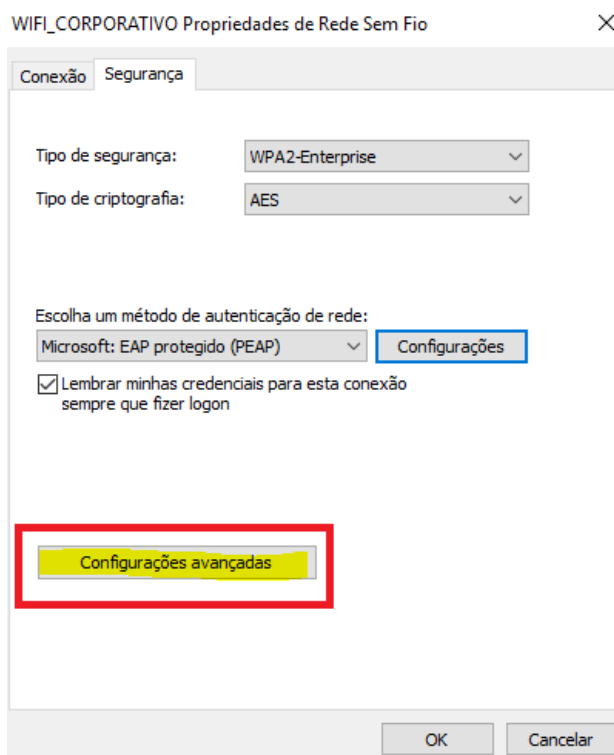 WIFI_CORPORATIVO Propriedades de Rede Sem Fio
Conexão Segurança
Tipo de segurança: WPA2-Enterprise
Tipo de criptografia: AES
Escolha um método de autenticação de rede:
Microsoft: EAP protegido (PEAP) Configurações
Lembrar minhas credenciais para esta conexão
sempre que fizer logon
Configurações avançadas
OK Cancelar